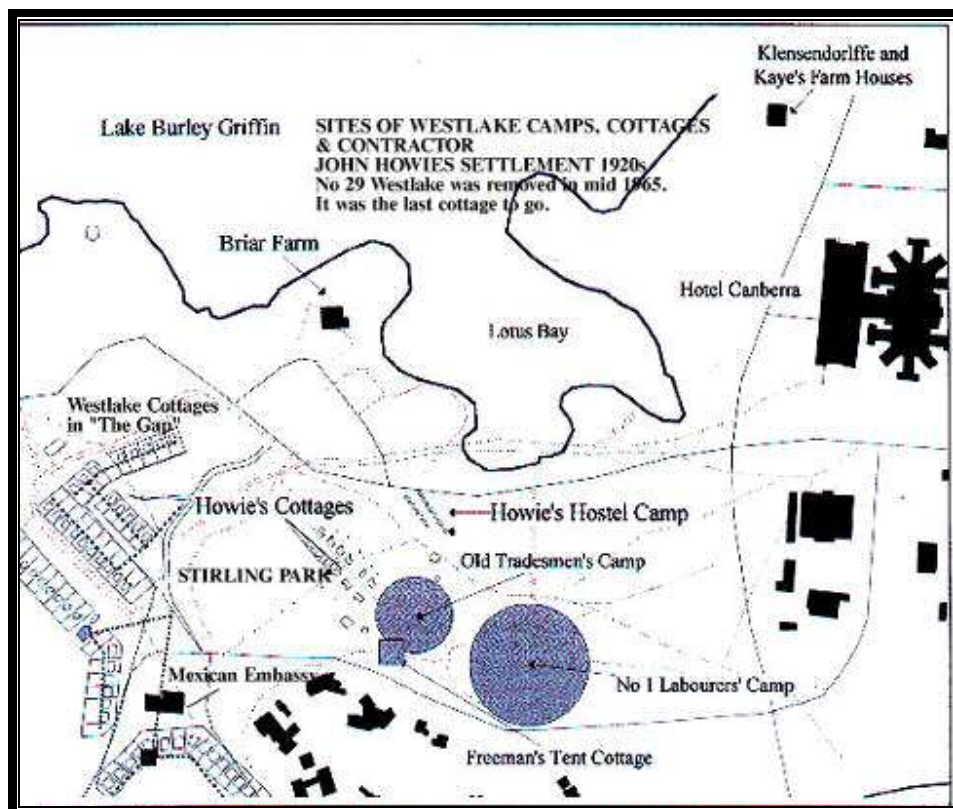 Klensendorlffe and
Kaye's Farm Houses
Lake Burley Griffin
SITES OF WESTLAKE CAMPS, COTTAGES
& CONTRACTOR
JOHN HOWIES SETTLEMENT 1920s
No 29 Westlake was removed in mid 1965.
It was the last cottage to go.
Briar Farm
Hotel Canberra
Lotus Bay
Westlake Cottages
in "The Gap"
Howie's Cottages
Howie's Hostel Camp
Old Tradesmen's Camp
STIRLING PARK
Mexican Embassy
No 1 Labourers' Camp
Freeman's Tent Cottage